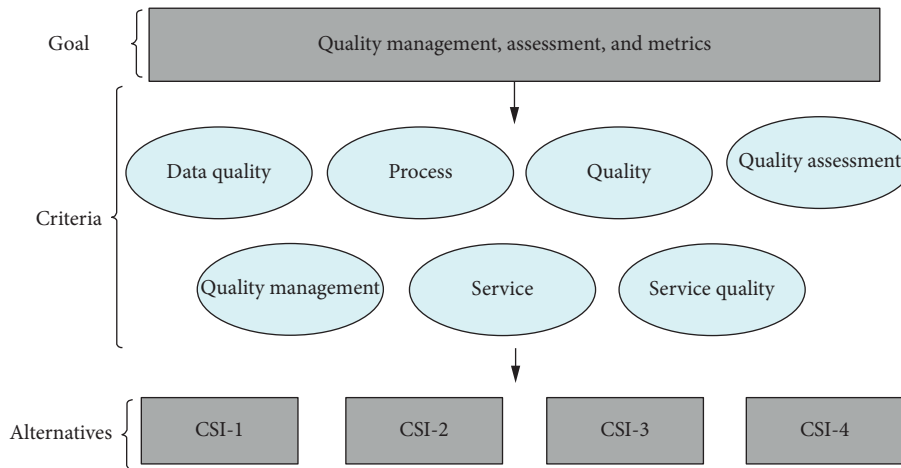 Goal
Quality management, assessment, and metrics
Data quality
Process
Quality
Quality assessment
Criteria
Quality management
Service
Service quality
Alternatives
CSI-1
CSI-2
CSI-3
CSI-4